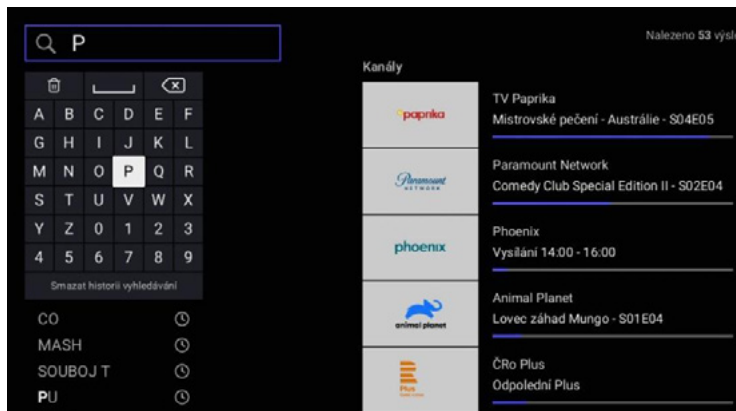 P
Nalezeno 53 výsl
A B C D E F
G H I J K L
M N O P Q R
S T U V W X
Y Z 0 1 2 3
4 5 6 7 8 9
Smazat historii vyhledávání
CO
MASH
SOUBOJ T
PU
Kanály
paprika
TV Paprika
Mistrovské pečení - Austrálie - S04E05
Paramount
NETWORK
Paramount Network
Comedy Club Special Edition II - S02E04
phoenix
Phoenix
Vysílání 14:00 - 16:00
animal planet
Animal Planet
Lovec záhad Mungo - S01E04
Plus
ČRo Plus
Odpolední Plus